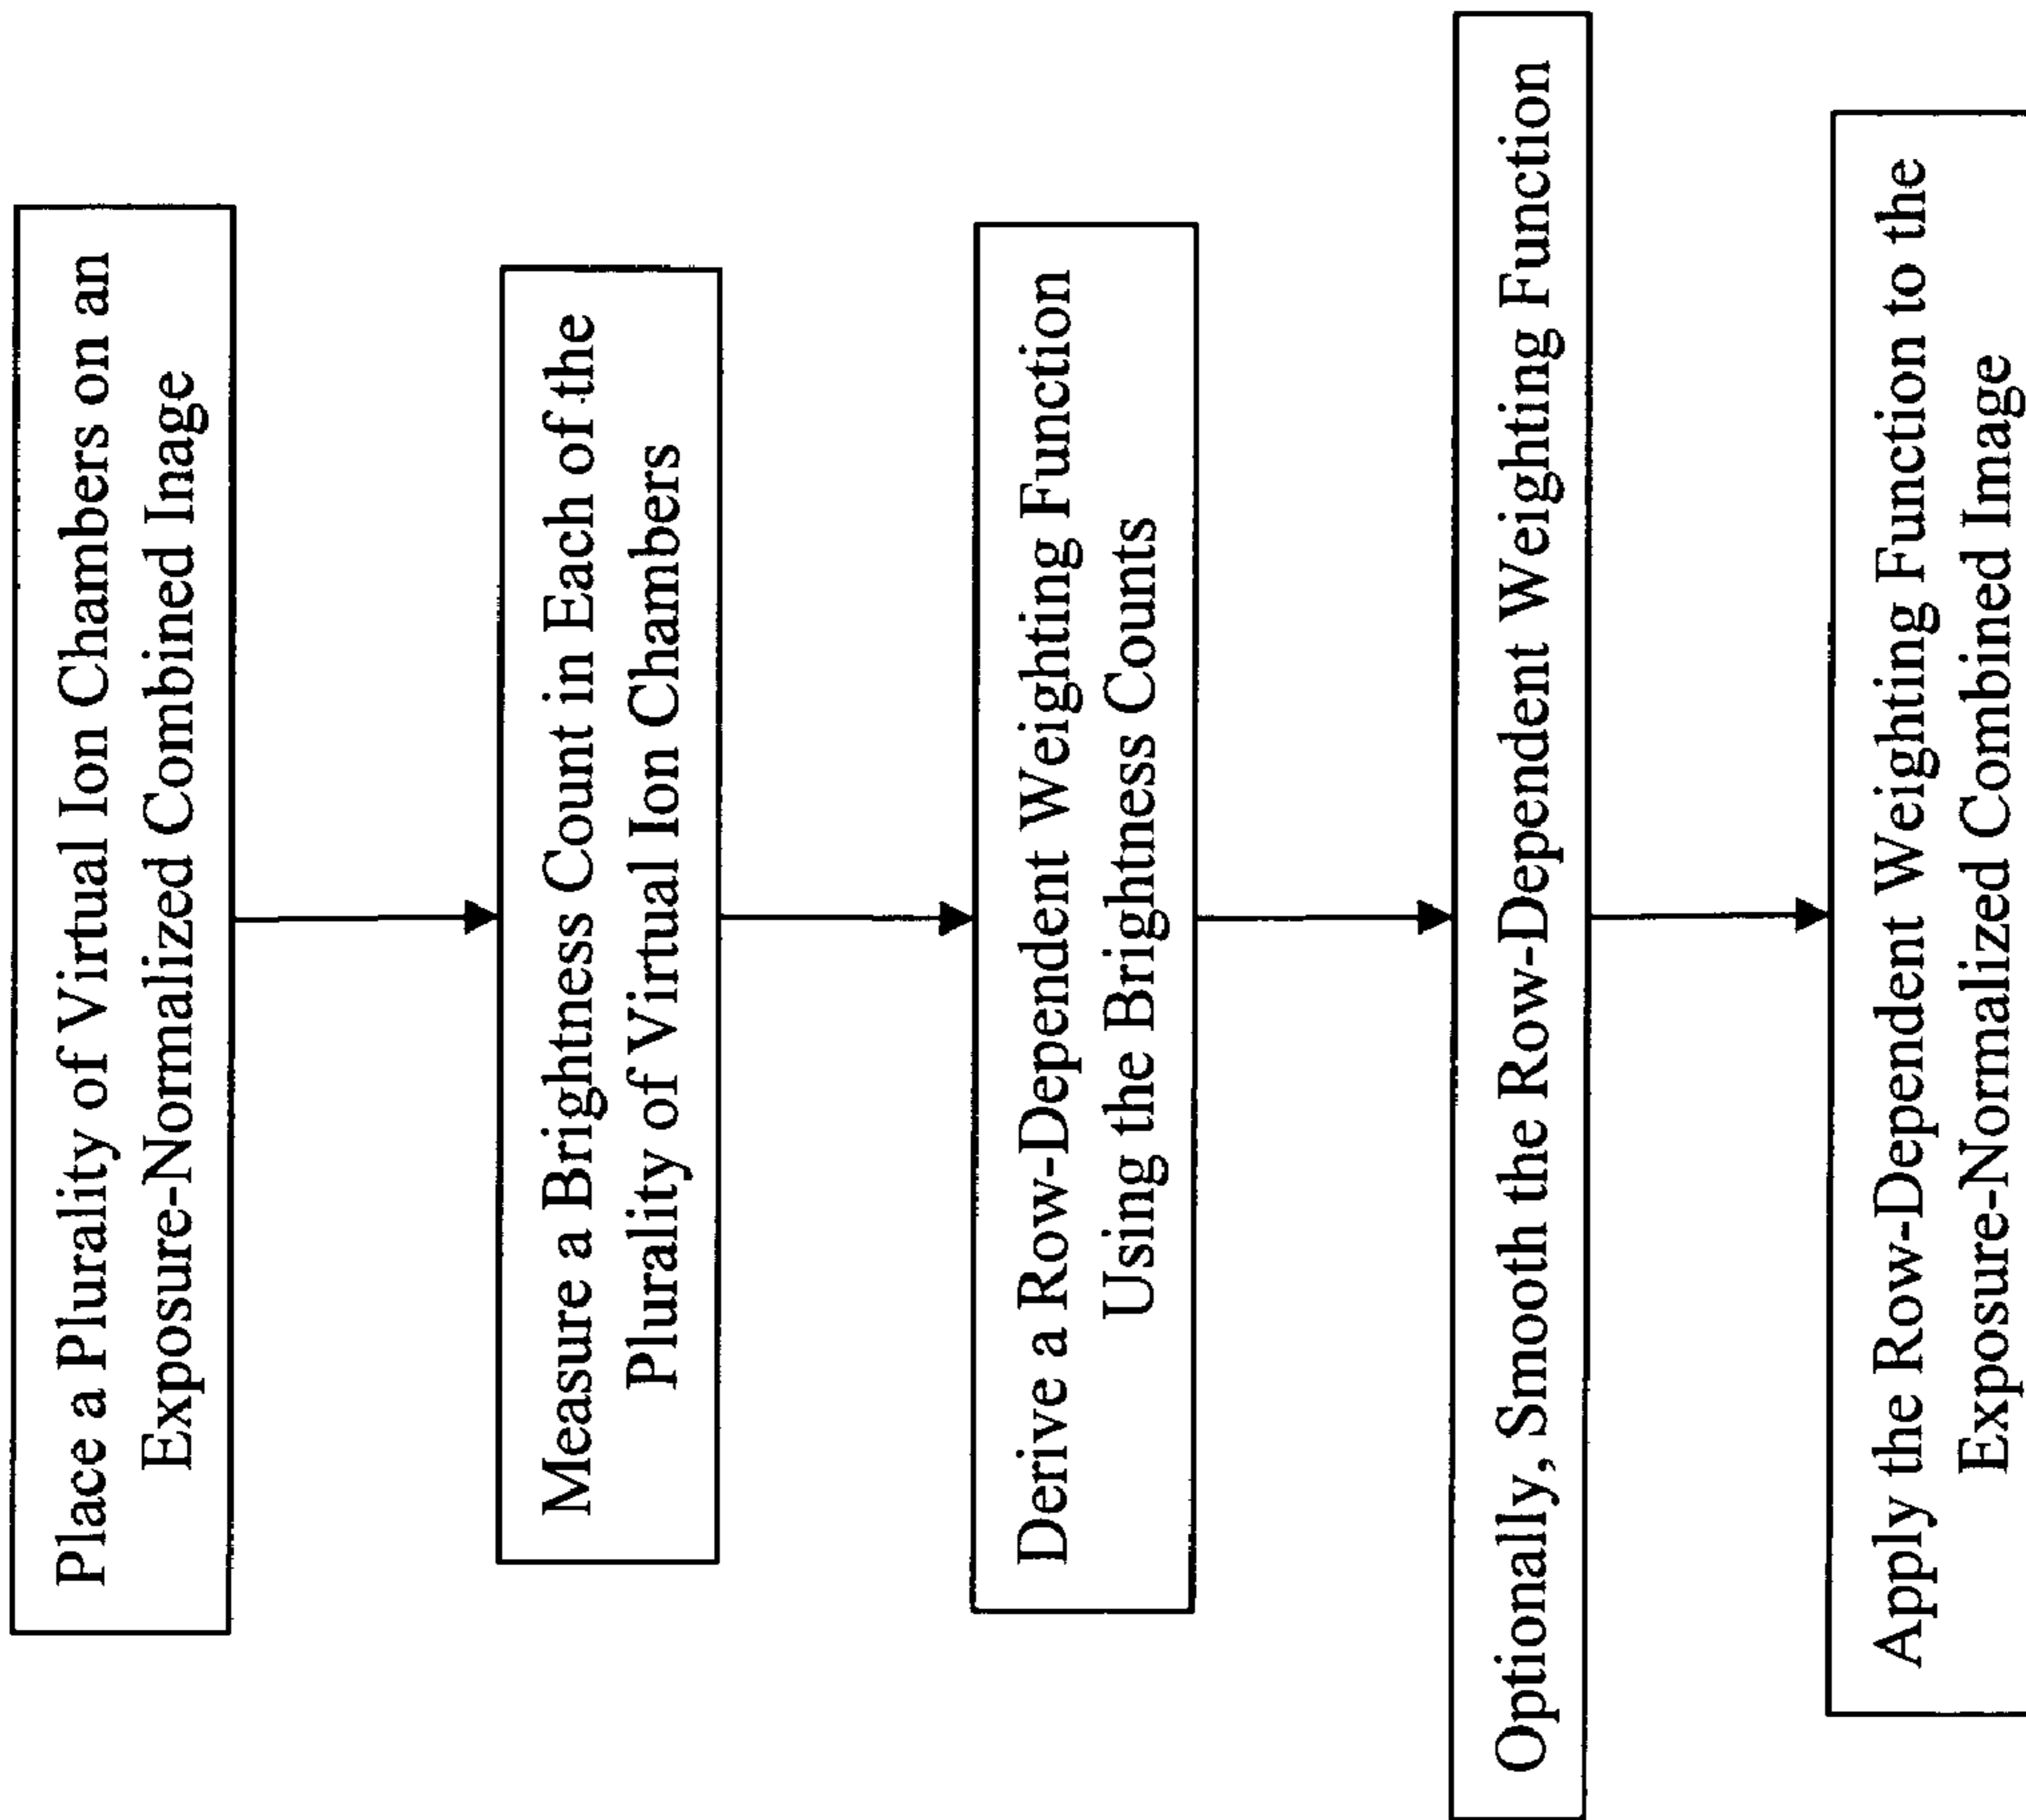 Place a Plurality of Virtual Ion Chambers on an
Exposure-Normalized Combined Image
Measure a Brightness Count in Each of the
Plurality of Virtual Ion Chambers
Derive a Row-Dependent Weighting Function
Using the Brightness Counts
Optionally, Smooth the Row-Dependent Weighting Function
Apply the Row-Dependent Weighting Function to the
Exposure-Normalized Combined Image